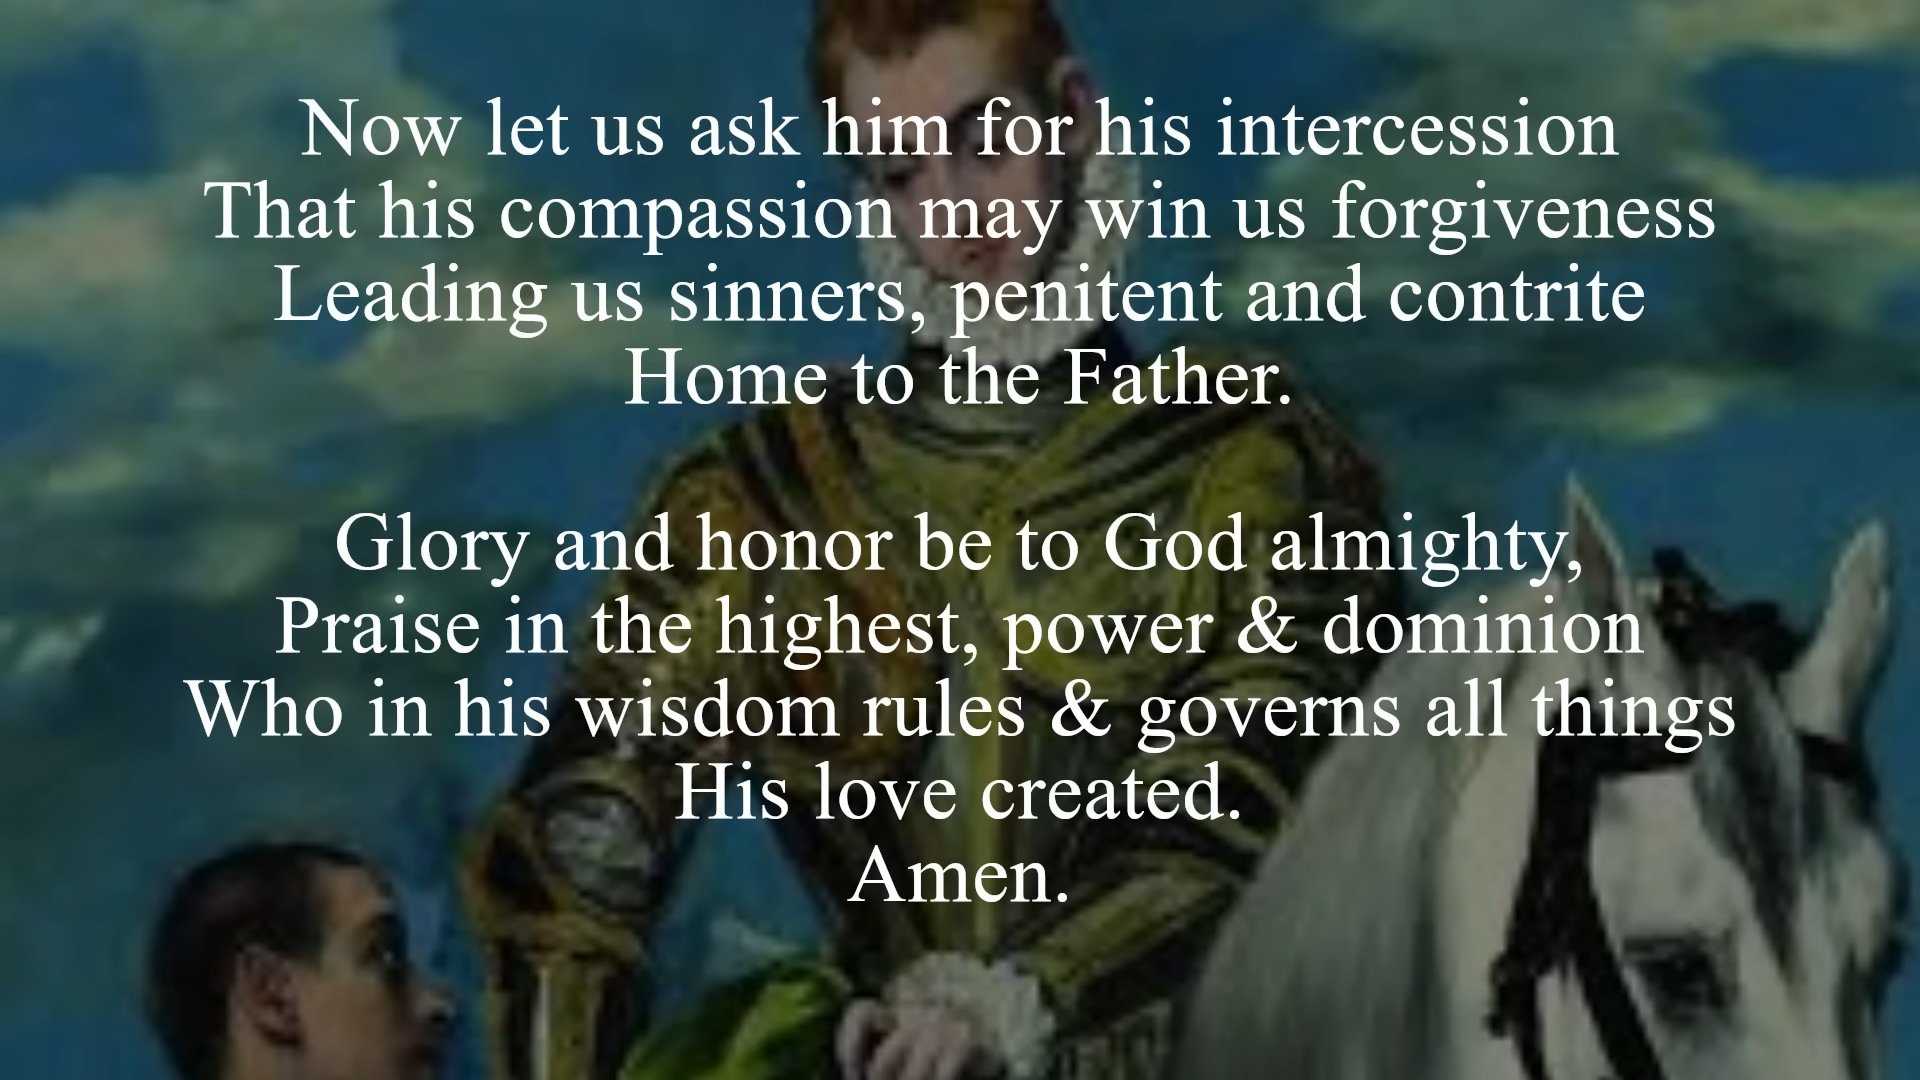 Now let us ask him for his intercession
That his compassion may win us forgiveness
Leading us sinners, penitent and contrite
Home to the Father.
Glory and honor be to God almighty,
Praise in the highest, power & dominion
Who in his wisdom rules & governs all things
His love created.
Amen.